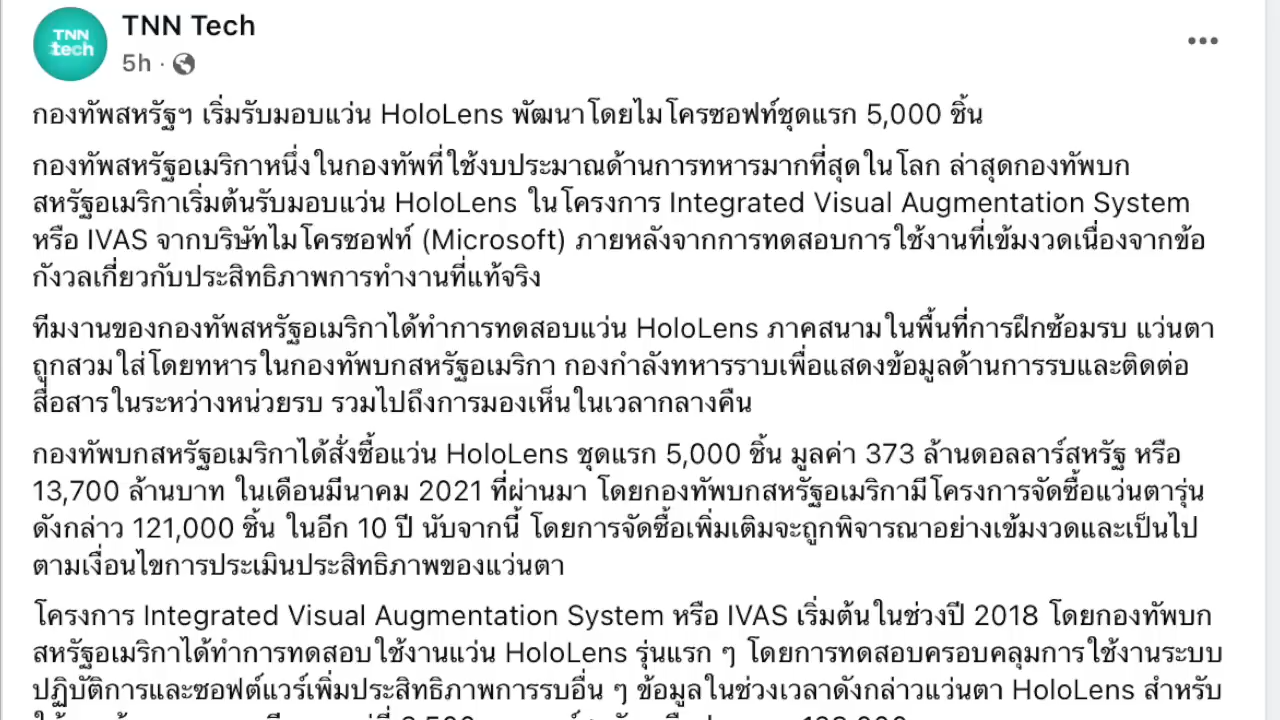 TNN tech
TNN Tech
5h ·
กองทัพสหรัฐฯ เริ่มรับมอบแว่น HoloLens พัฒนาโดยไมโครซอฟท์ชุดแรก 5,000 ชิ้น
กองทัพสหรัฐอเมริกาหนึ่งในกองทัพที่ใช้งบประมาณด้านการทหารมากที่สุดในโลก ล่าสุดกองทัพบก
สหรัฐอเมริกาเริ่มต้นรับมอบแว่น HoloLens ในโครงการ Integrated Visual Augmentation System
หรือ IVAS จากบริษัทไมโครซอฟท์ (Microsoft) ภายหลังจากการทดสอบการใช้งานที่เข้มงวดเนื่องจากข้อ
กังวลเกี่ยวกับประสิทธิภาพการทำงานที่แท้จริง
ทีมงานของกองทัพสหรัฐอเมริกาได้ทำการทดสอบแว่น HoloLens ภาคสนามในพื้นที่การฝึกซ้อมรบ แว่นตา
ถูกสวมใส่โดยทหารในกองทัพบกสหรัฐอเมริกา กองกำลังทหารราบเพื่อแสดงข้อมูลด้านการรบและติดต่อ
สื่อสารในระหว่างหน่วยรบ รวมไปถึงการมองเห็นในเวลากลางคืน
กองทัพบกสหรัฐอเมริกาได้สั่งซื้อแว่น HoloLens ชุดแรก 5,000 ชิ้น มูลค่า 373 ล้านดอลลาร์สหรัฐ หรือ
13,700 ล้านบาท ในเดือนมีนาคม 2021 ที่ผ่านมา โดยกองทัพบกสหรัฐอเมริกามีโครงการจัดซื้อแว่นตารุ่น
ดังกล่าว 121,000 ชิ้น ในอีก 10 ปี นับจากนี้ โดยการจัดซื้อเพิ่มเติมจะถูกพิจารณาอย่างเข้มงวดและเป็นไป
ตามเงื่อนไขการประเมินประสิทธิภาพของแว่นตา
โครงการ Integrated Visual Augmentation System หรือ IVAS เริ่มต้นในช่วงปี 2018 โดยกองทัพบก
สหรัฐอเมริกาได้ทำการทดสอบใช้งานแว่น HoloLens รุ่นแรก ๆ โดยการทดสอบครอบคลุมการใช้งานระบบ
ปฏิบัติการและซอฟต์แวร์เพิ่มประสิทธิภาพการรบอื่น ๆ ข้อมูลในช่วงเวลาดังกล่าวแว่นตา HoloLens สำหรับ